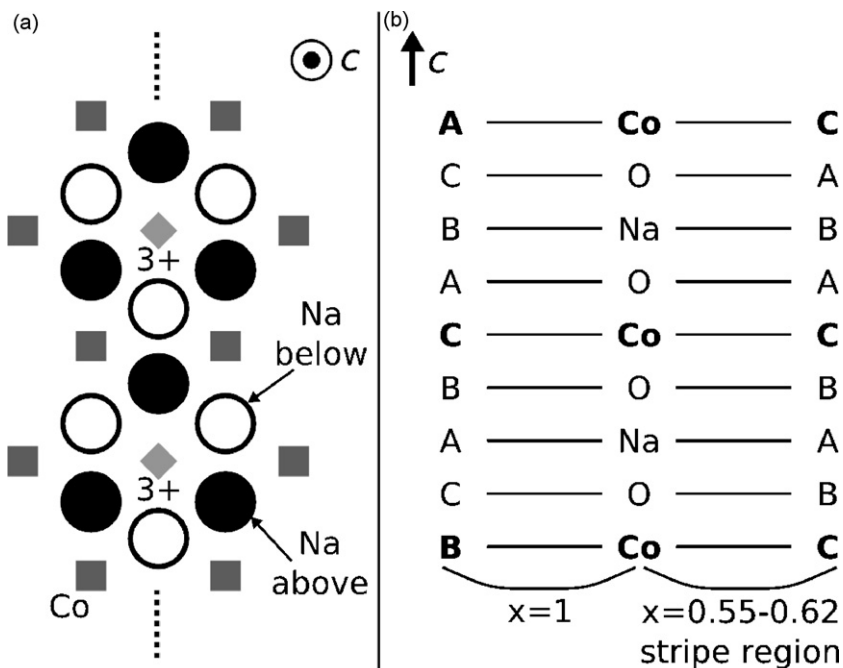 (a)
C
3+
Na
below
3+
Na
above
Co
(b)
C
A Co C
C O A
B Na B
A O A
C Co C
B O B
A Na A
C O B
B Co C
x=1 x=0.55-0.62
stripe region